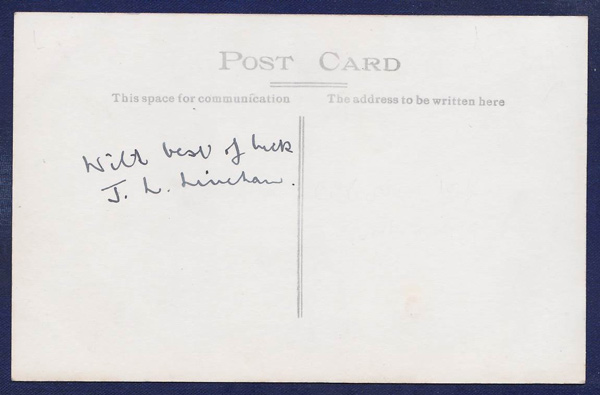 POST CARD
This space for communication
The address to be written here
With best of luck
J. L. Linehan.